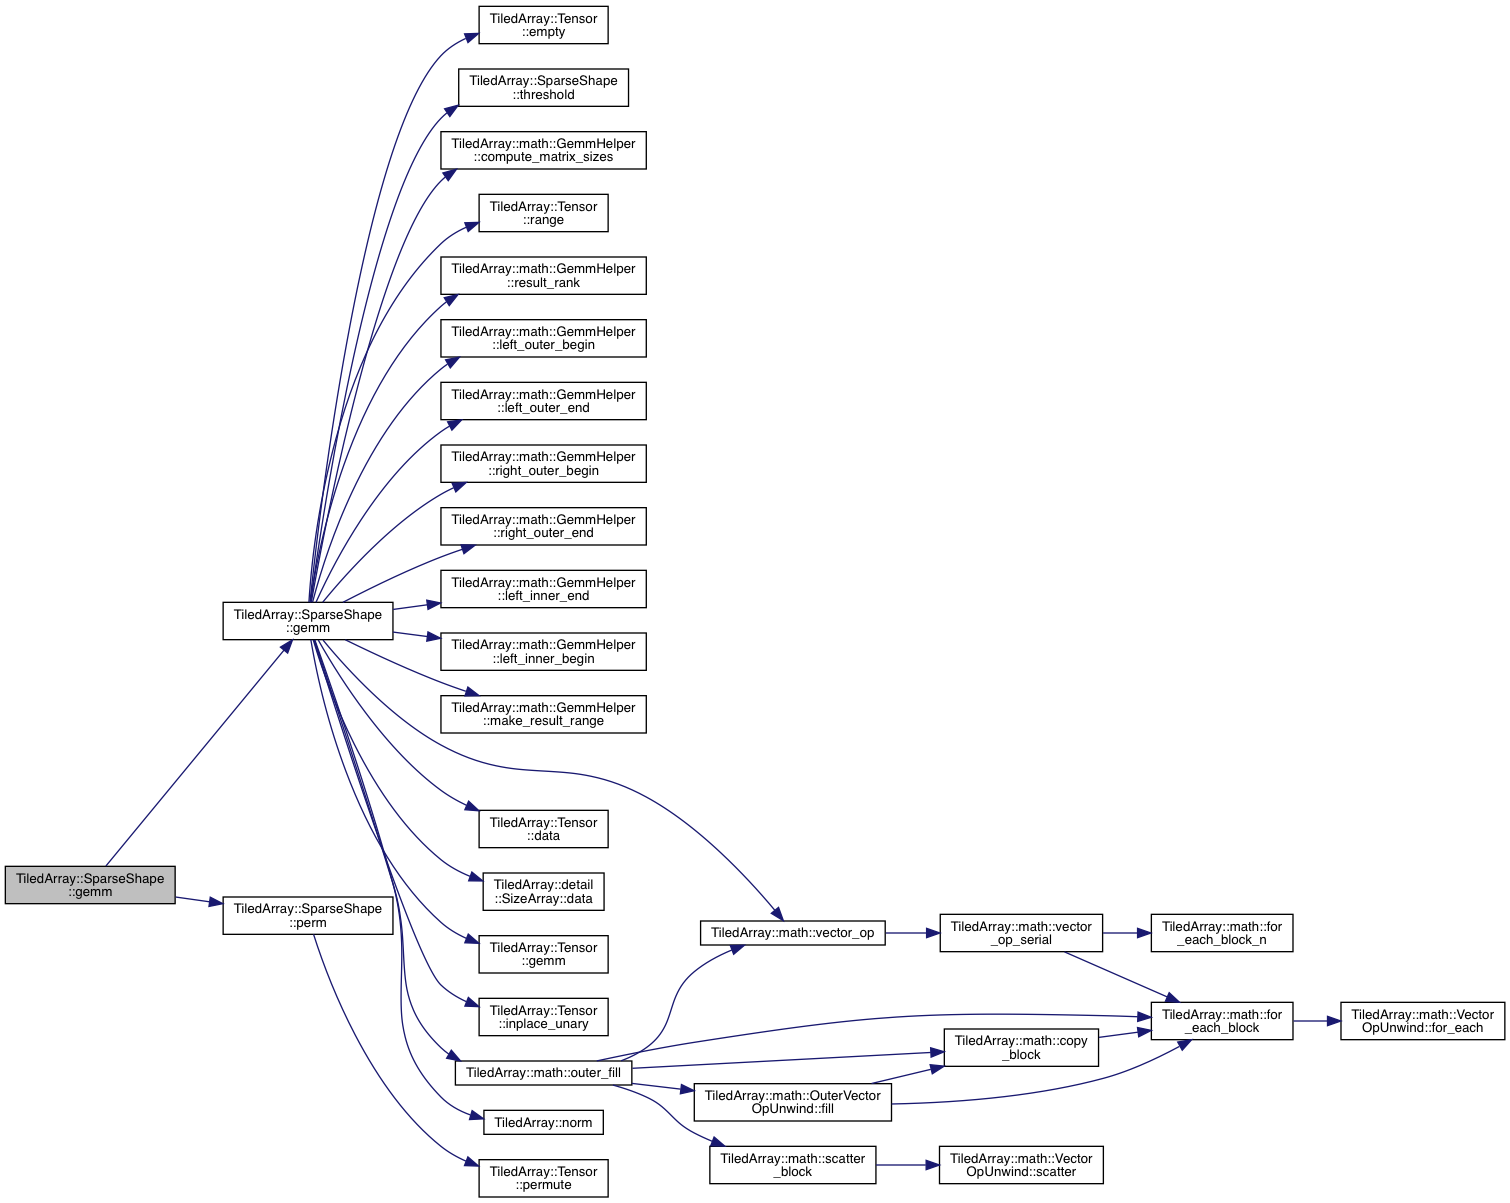 TiledArray::SparseShape
::gemm
TiledArray::SparseShape
::gemm
TiledArray::SparseShape
::perm
TiledArray::Tensor
::empty
TiledArray::SparseShape
::threshold
TiledArray::math::GemmHelper
::compute_matrix_sizes
TiledArray::Tensor
::range
TiledArray::math::GemmHelper
::result_rank
TiledArray::math::GemmHelper
::left_outer_begin
TiledArray::math::GemmHelper
::left_outer_end
TiledArray::math::GemmHelper
::right_outer_begin
TiledArray::math::GemmHelper
::right_outer_end
TiledArray::math::GemmHelper
::left_inner_end
TiledArray::math::GemmHelper
::left_inner_begin
TiledArray::math::GemmHelper
::make_result_range
TiledArray::Tensor
::data
TiledArray::detail
::SizeArray::data
TiledArray::Tensor
::gemm
TiledArray::Tensor
::inplace_unary
TiledArray::math::outer_fill
TiledArray::norm
TiledArray::Tensor
::permute
TiledArray::math::vector_op
TiledArray::math::OuterVector
OpUnwind::fill
TiledArray::math::scatter
_block
TiledArray::math::vector
_op_serial
TiledArray::math::copy
_block
TiledArray::math::Vector
OpUnwind::scatter
TiledArray::math::for
_each_block_n
TiledArray::math::for
_each_block
TiledArray::math::Vector
OpUnwind::for_each